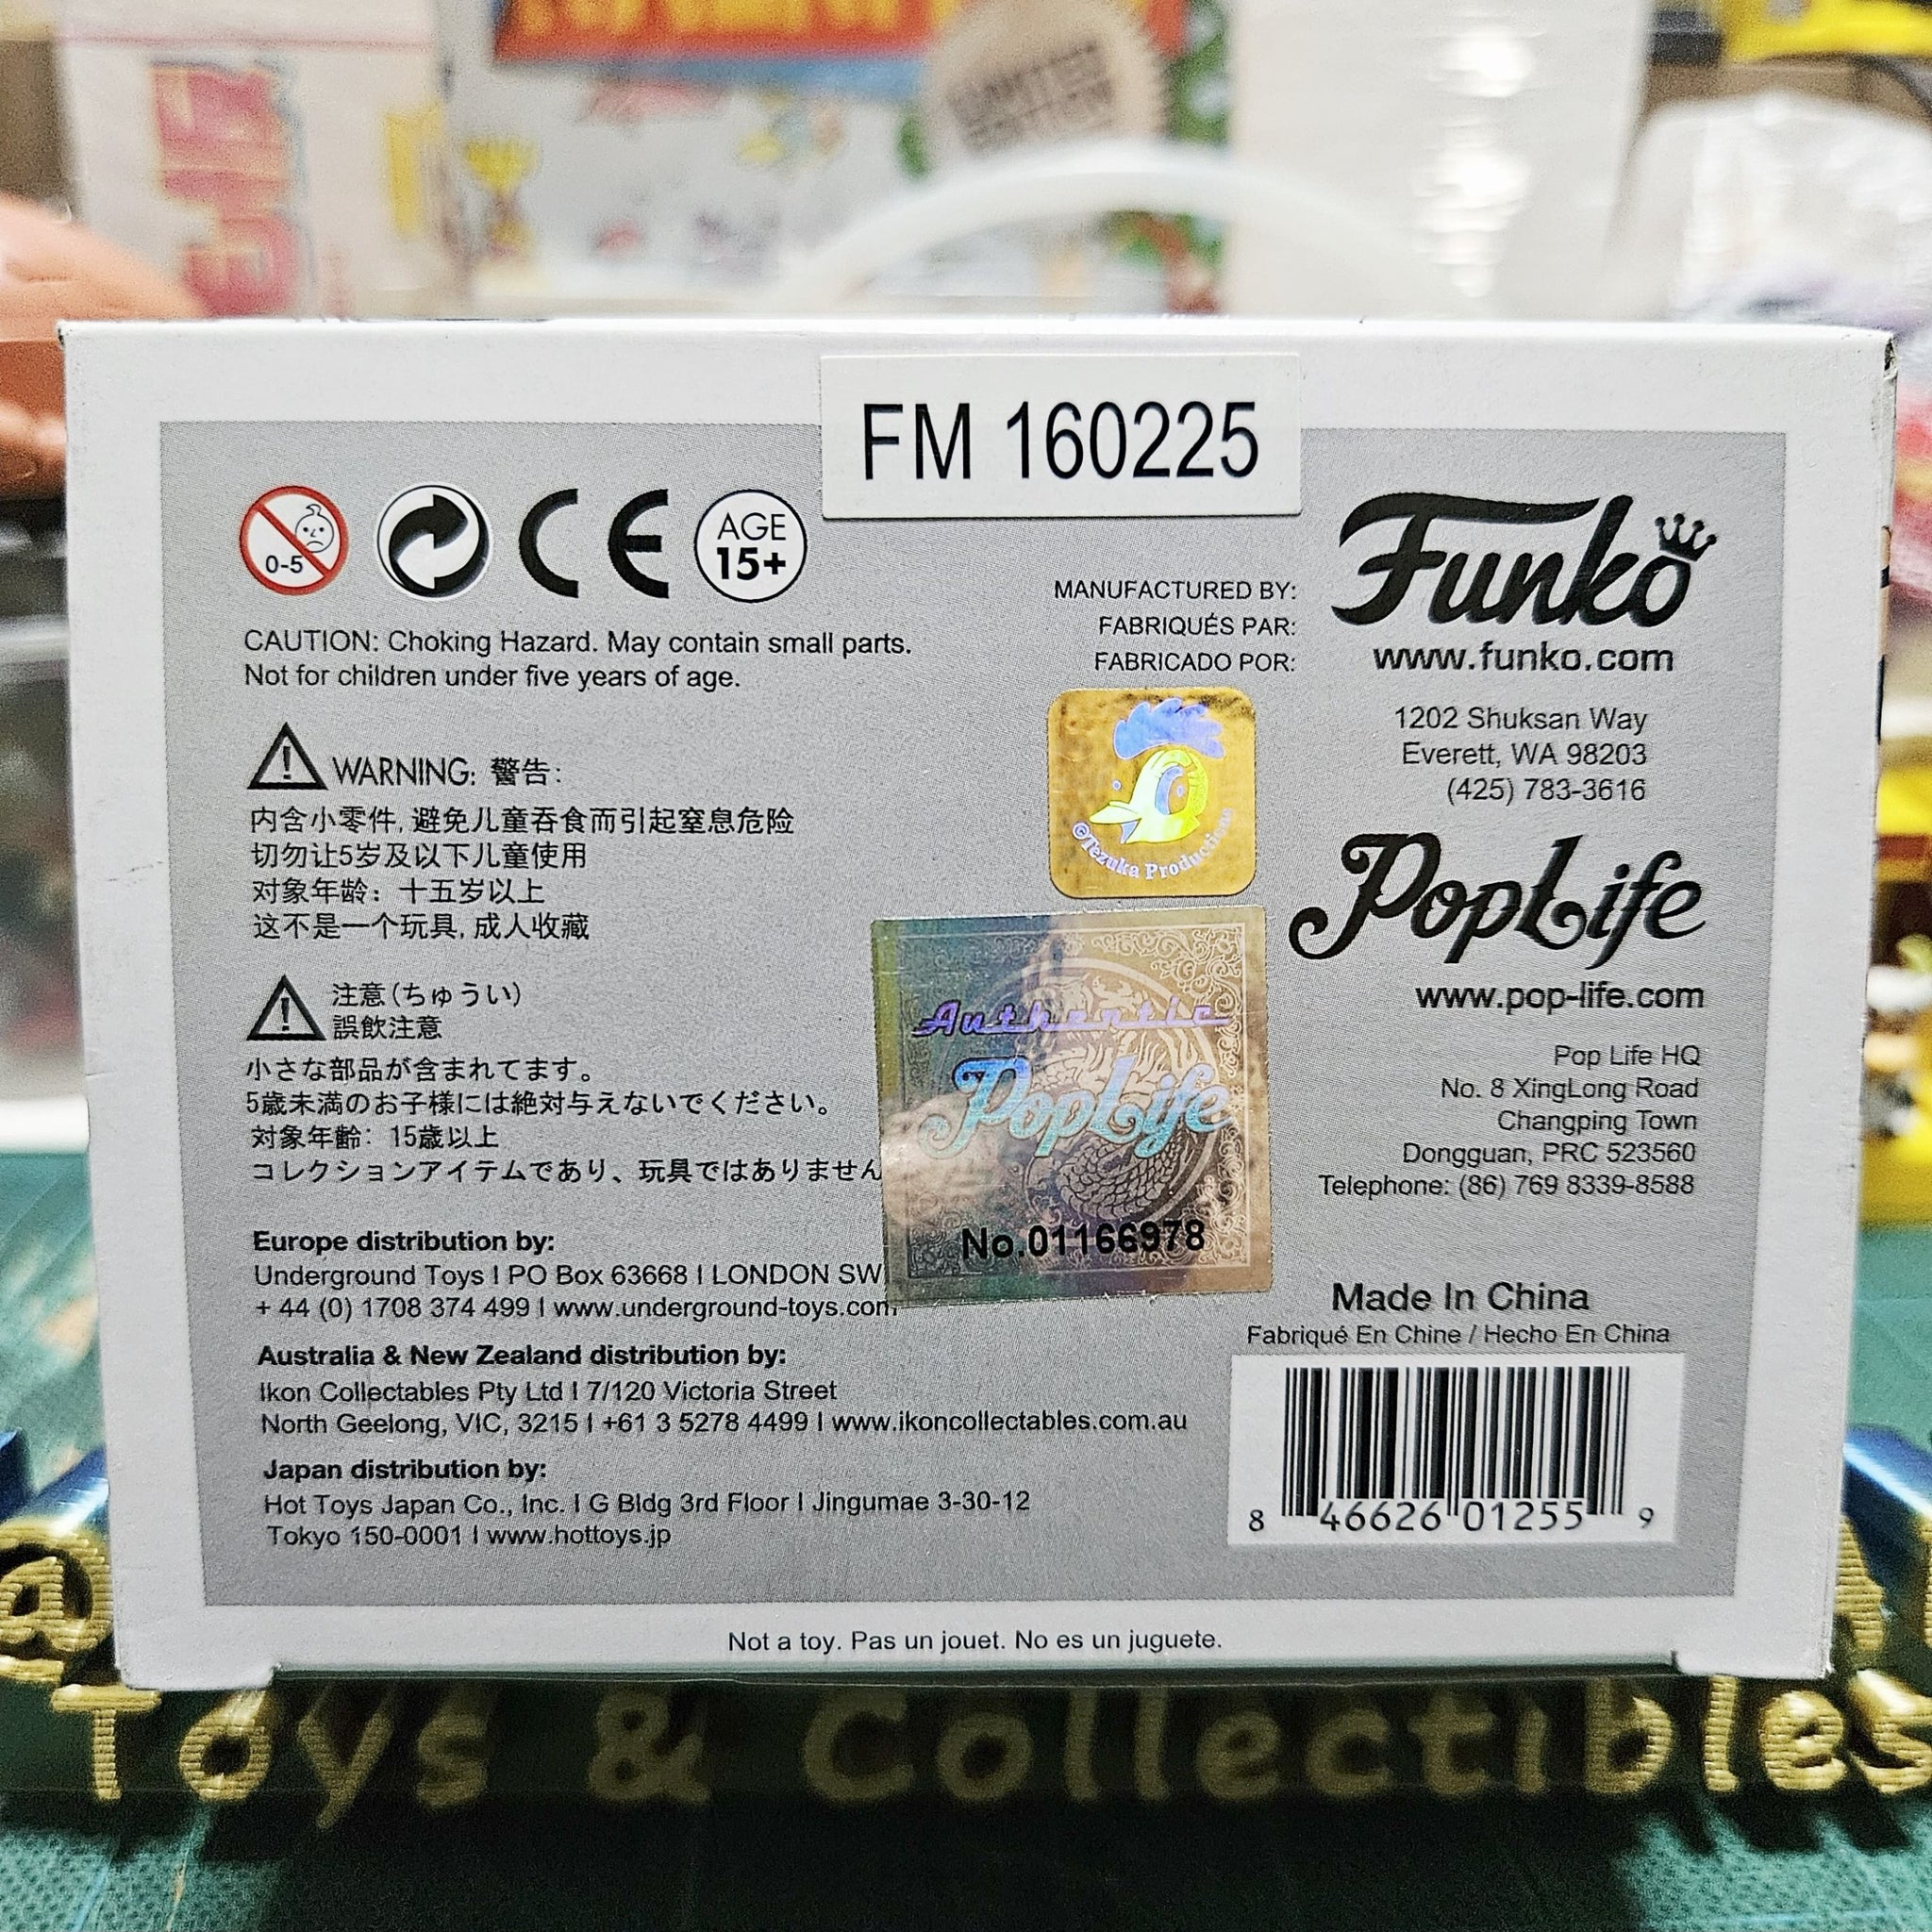 LIMITED
EDITION
FM 160225
0-5
CE
AGE
15+
CAUTION: Choking Hazard. May contain small parts.
Not for children under five years of age.
WARNING: 警告:
内含小零件, 避免儿童吞食而引起窒息危险
切勿让5岁及以下儿童使用
对象年龄: 十五岁以上
这不是一个玩具, 成人收藏
注意(ちゅうい)
誤飲注意
小さな部品が含まれてます。
5歳未満のお子様には絶対与えないでください。
対象年齢: 15歳以上
コレクションアイテムであり、玩具ではありません
Europe distribution by:
Underground Toys I PO Box 63668 I LONDON SW
+ 44 (0) 1708 374 499 I www.underground-toys.com
Australia & New Zealand distribution by:
Ikon Collectables Pty Ltd I 7/120 Victoria Street
North Geelong, VIC, 3215 I +61 3 5278 4499 I www.ikoncollectables.com.au
Japan distribution by:
Hot Toys Japan Co., Inc. I G Bldg 3rd Floor I Jingumae 3-30-12
Tokyo 150-0001 I www.hottoys.jp
MANUFACTURED BY:
FABRIQUÉS PAR:
FABRICADO POR:
©Tezuka Productions
Authentic
PopLife
No.01166978
Funko
www.funko.com
1202 Shuksan Way
Everett, WA 98203
(425) 783-3616
PopLife
www.pop-life.com
Pop Life HQ
No. 8 XingLong Road
Changping Town
Dongguan, PRC 523560
Telephone: (86) 769 8339-8588
Made In China
Fabriqué En Chine / Hecho En China
8 46626 01255 9
Not a toy. Pas un jouet. No es un juguete.
@
Toys & Collectibles